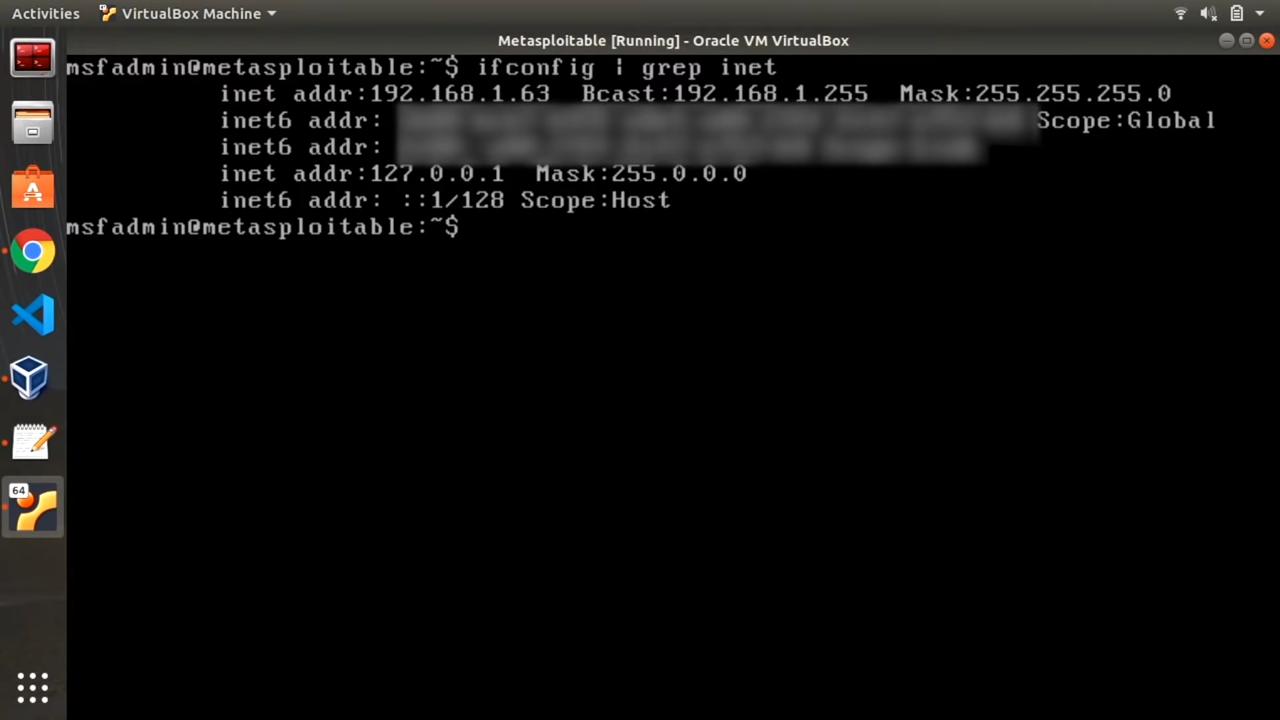 Activities VirtualBox Machine
Metasploitable [Running] - Oracle VM VirtualBox
msfadmin@metasploitable:~$ ifconfig | grep inet
inet addr:192.168.1.63 Bcast:192.168.1.255 Mask:255.255.255.0
inet6 addr: Scope:Global
inet6 addr:
inet addr:127.0.0.1 Mask:255.0.0.0
inet6 addr: ::1/128 Scope:Host
msfadmin@metasploitable:~$
64